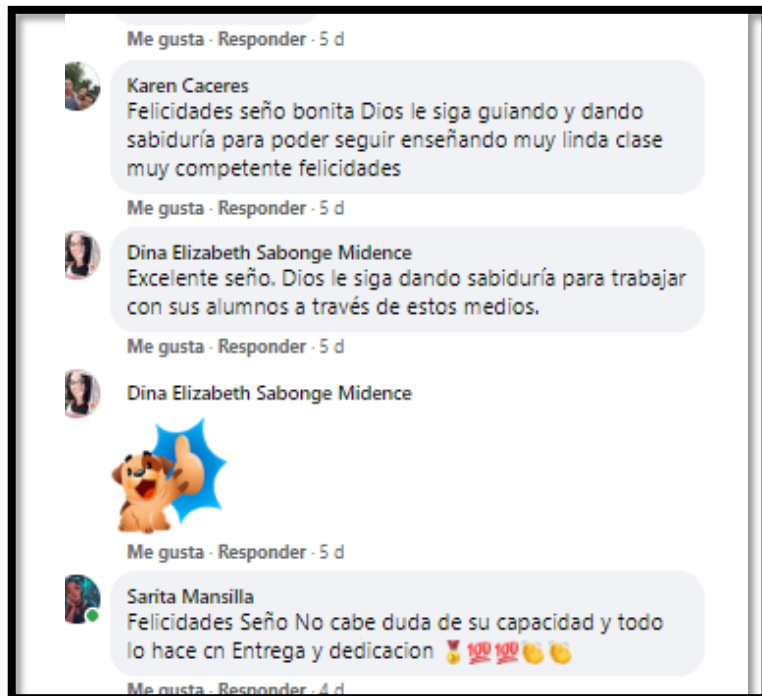 Me gusta · Responder · 5 d
Karen Caceres
Felicidades seño bonita Dios le siga guiando y dando
sabiduría para poder seguir enseñando muy linda clase
muy competente felicidades
Me gusta · Responder · 5 d
Dina Elizabeth Sabonge Midence
Excelente seño. Dios le siga dando sabiduría para trabajar
con sus alumnos a través de estos medios.
Me gusta · Responder · 5 d
Dina Elizabeth Sabonge Midence
Me gusta · Responder · 5 d
Sarita Mansilla
Felicidades Seño No cabe duda de su capacidad y todo
lo hace cn Entrega y dedicacion 🏅💯💯👏👏
Me gusta · Responder · 4 d